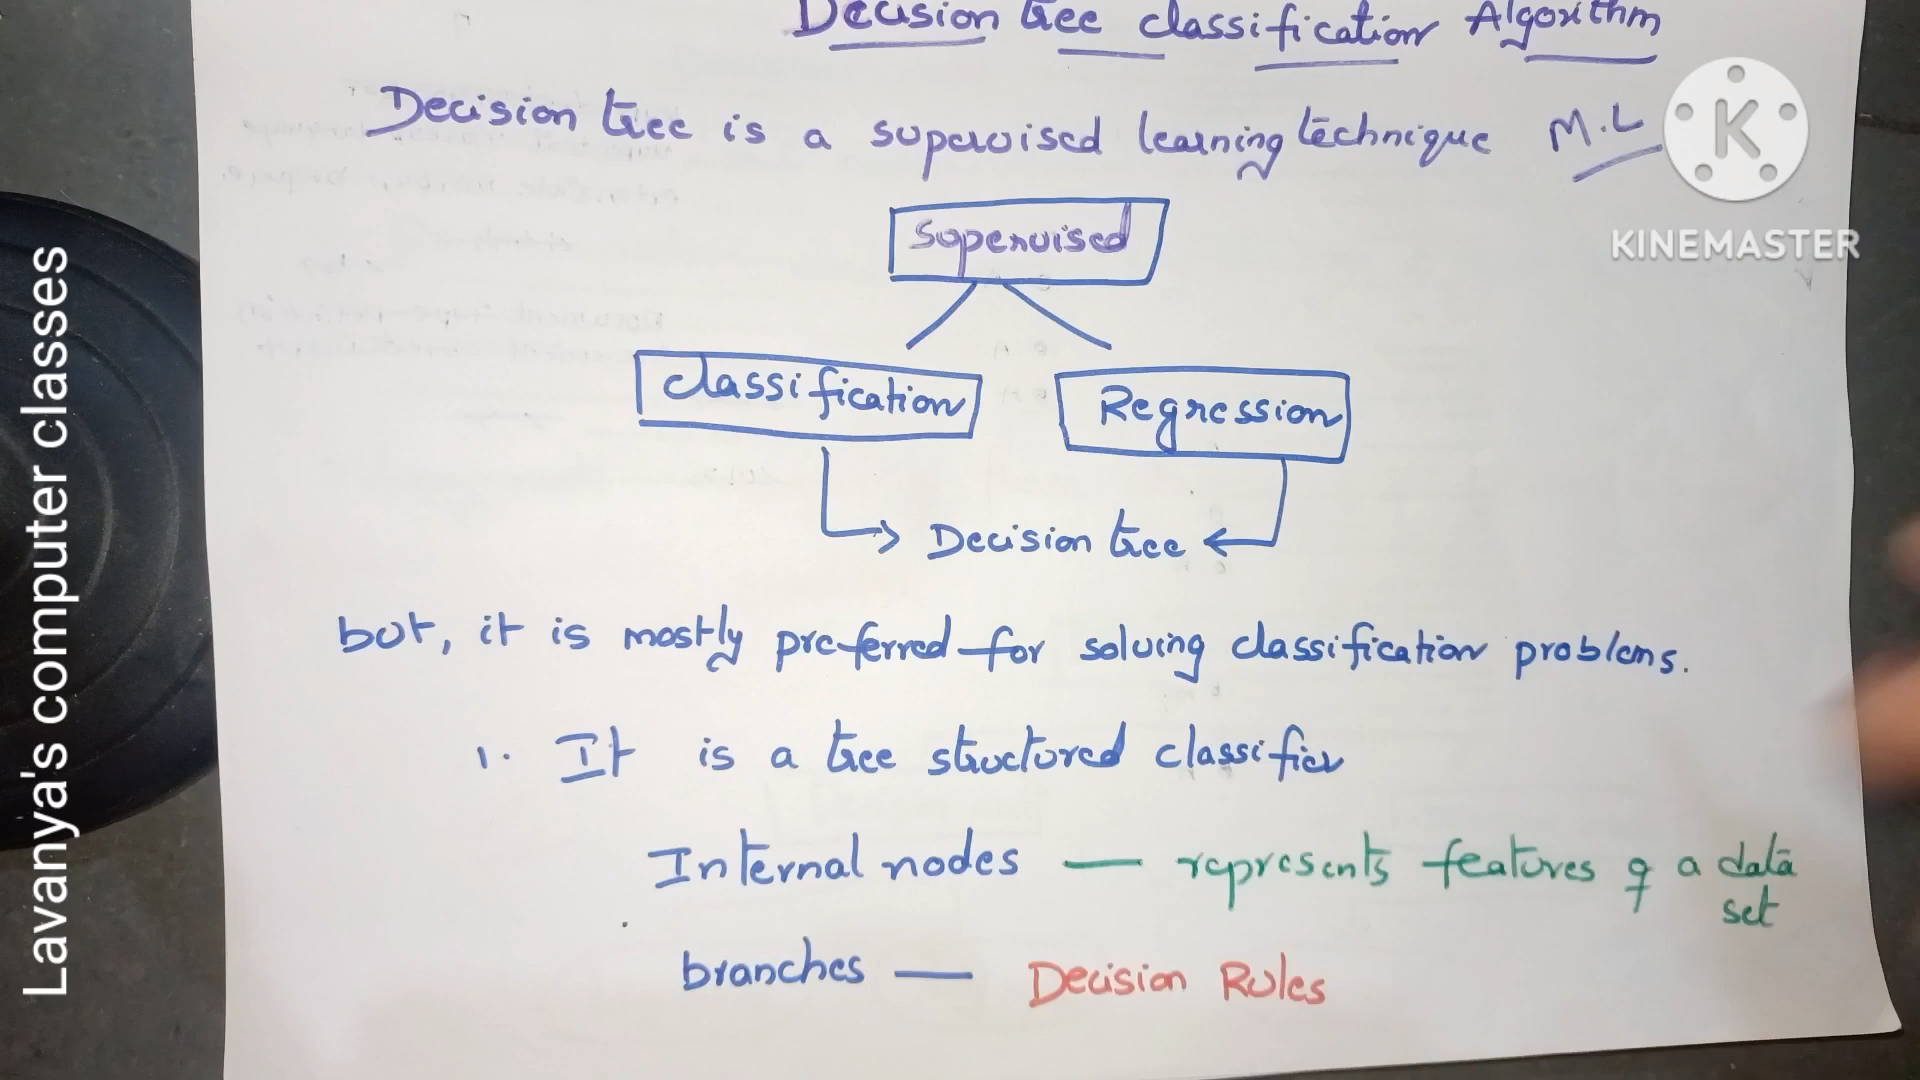 Decision tree classification Algorithm
Decision tree is a supervised learning technique M.L
Supervised
classification
Regression
Decision tree
but, it is mostly preferred for solving classification problems.
1. It is a tree structured classifier
Internal nodes — represents features of a data
set
branches — Decision Rules
Lavanya's computer classes
K
KINEMASTER